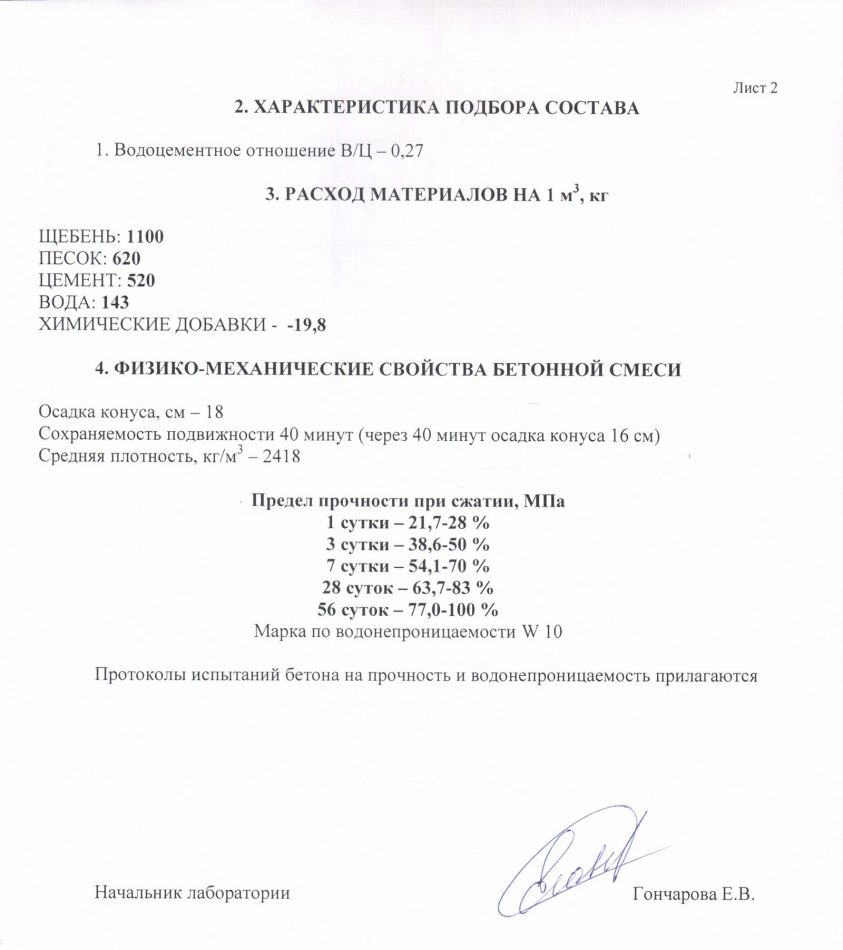 Лист 2
2. ХАРАКТЕРИСТИКА ПОДБОРА СОСТАВА
1. Водоцементное отношение В/Ц – 0,27
3. РАСХОД МАТЕРИАЛОВ НА 1 м³, кг
ЩЕБЕНЬ: 1100
ПЕСОК: 620
ЦЕМЕНТ: 520
ВОДА: 143
ХИМИЧЕСКИЕ ДОБАВКИ - -19,8
4. ФИЗИКО-МЕХАНИЧЕСКИЕ СВОЙСТВА БЕТОННОЙ СМЕСИ
Осадка конуса, см – 18
Сохраняемость подвижности 40 минут (через 40 минут осадка конуса 16 см)
Средняя плотность, кг/м³ – 2418
Предел прочности при сжатии, МПа
1 сутки – 21,7-28 %
3 сутки – 38,6-50 %
7 сутки – 54,1-70 %
28 суток – 63,7-83 %
56 суток – 77,0-100 %
Марка по водонепроницаемости W 10
Протоколы испытаний бетона на прочность и водонепроницаемость прилагаются
Начальник лаборатории Гончарова Е.В.